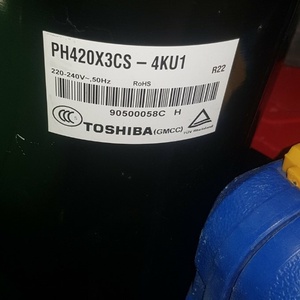 PH420X3CS - 4KU1
220-240V~,50Hz RoHS R22
90500058C H
TOSHIBA (GMCC)